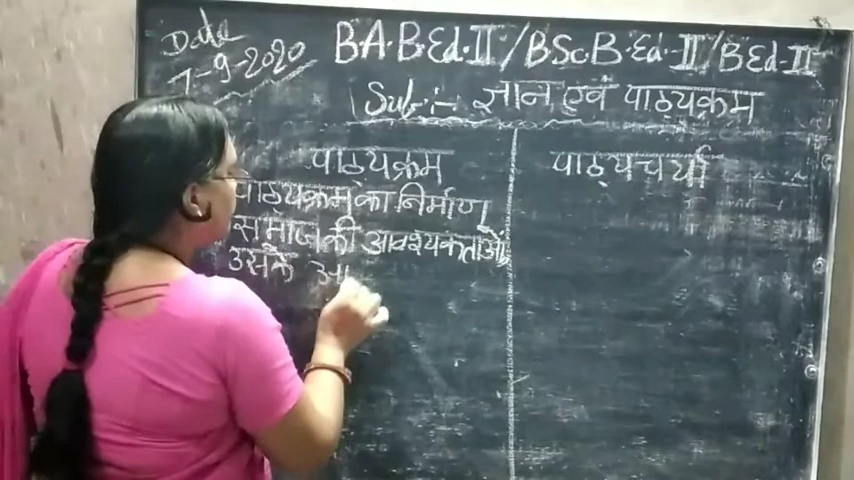 Date
7-9-2020
B.A. B.Ed. II / BSc B.Ed. II / B Ed. II
Sub :- ज्ञान एवं पाठ्यक्रम
पाठ्यक्रम
पाठ्यचर्या
पाठ्यक्रम का निर्माण
समाज की आवश्यकताओं,
उसके